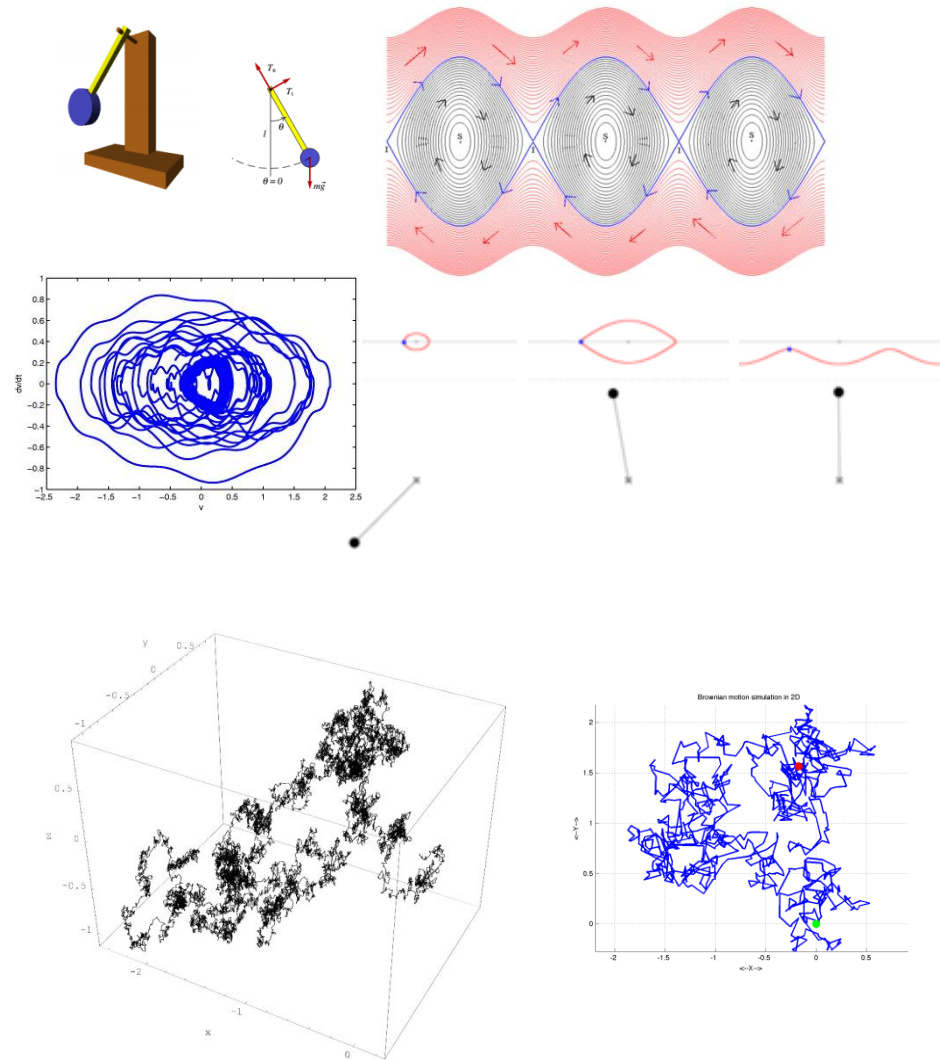 Tₙ
Tₜ
l
θ
θ=0
mg⃗
S
S
S
I
I
I
1
0.8
0.6
0.4
0.2
0
−0.2
−0.4
−0.6
−0.8
−1
dv/dt
−2.5
−2
−1.5
−1
−0.5
0
0.5
1
1.5
2
2.5
v
y
0.5
0
-0.5
-1
0.5
z
0
-0.5
-1
-2
-1
0
x
Brownian motion simulation in 2D
2
1.5
1
0.5
0
<--Y-->
-2
-1.5
-1
-0.5
0
0.5
<--X-->